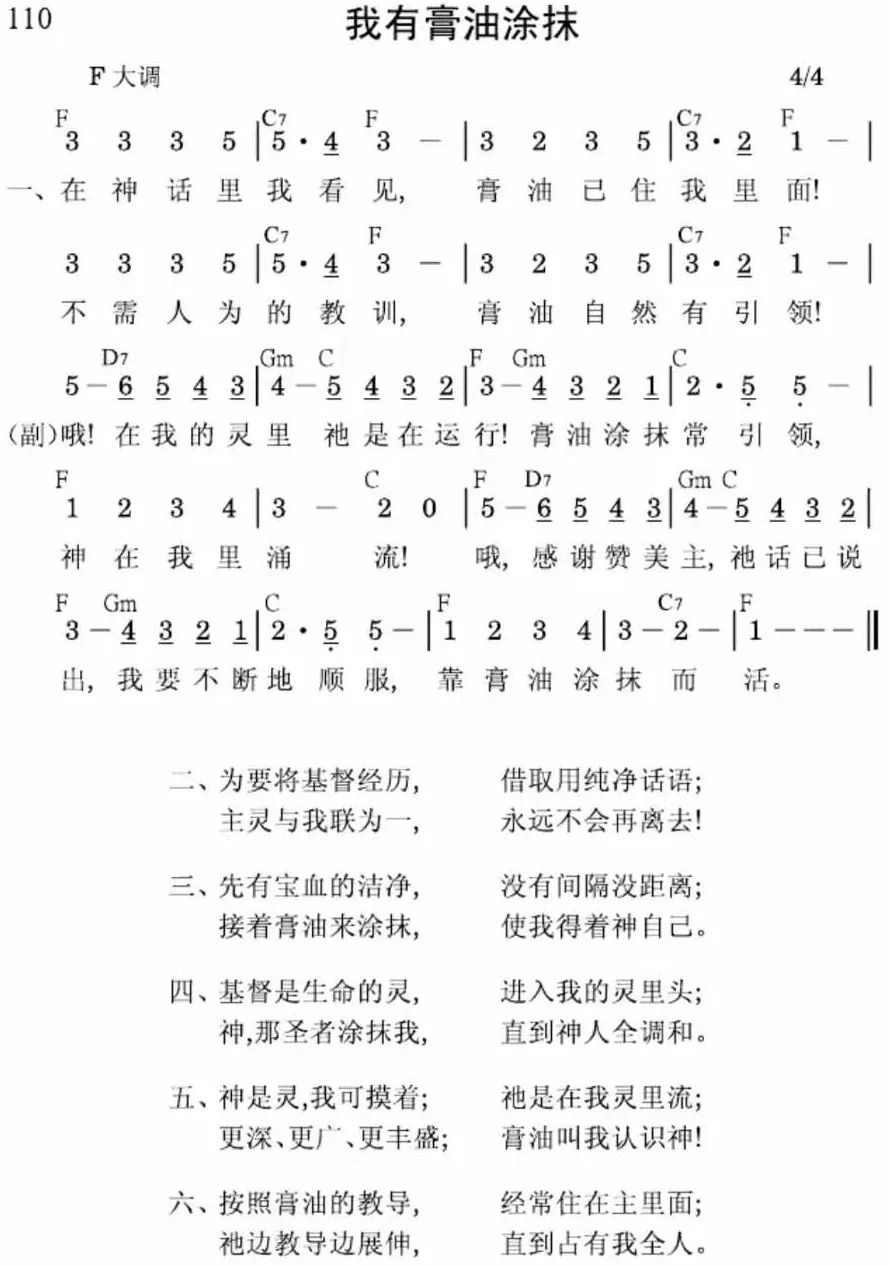 110
我有膏油涂抹
F 大调 4/4
F C7 F C7 F
3 3 3 5 | 5 · 4 3 — | 3 2 3 5 | 3 · 2 1 — |
一、在神话里我看见, 膏油已住我里面!
C7 F C7 F
3 3 3 5 | 5 · 4 3 — | 3 2 3 5 | 3 · 2 1 — |
不需人为的教训, 膏油自然有引领!
D7 Gm C F Gm C
5 — 6 5 4 3 | 4 — 5 4 3 2 | 3 — 4 3 2 1 | 2 · 5 5 — |
(副)哦! 在我的灵里 祂是在运行! 膏油涂抹常引领,
F C F D7 Gm C
1 2 3 4 | 3 — 2 0 | 5 — 6 5 4 3 | 4 — 5 4 3 2 |
神在我里涌流! 哦, 感谢赞美主, 祂话已说
F Gm C F C7 F
3 — 4 3 2 1 | 2 · 5 5 — | 1 2 3 4 | 3 — 2 — | 1 — — — ||
出, 我要不断地顺服, 靠膏油涂抹而活。
二、为要将基督经历, 借取用纯净话语;
主灵与我联为一, 永远不会再离去!
三、先有宝血的洁净, 没有间隔没距离;
接着膏油来涂抹, 使我得着神自己。
四、基督是生命的灵, 进入我的灵里头;
神,那圣者涂抹我, 直到神人全调和。
五、神是灵,我可摸着; 祂是在我灵里流;
更深、更广、更丰盛; 膏油叫我认识神!
六、按照膏油的教导, 经常住在主里面;
祂边教导边展伸, 直到占有我全人。